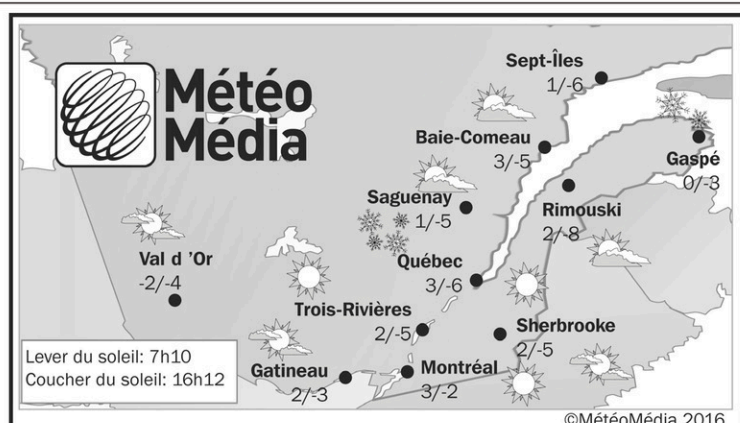 Météo
Média
Sept-Îles
1/-6
Baie-Comeau
3/-5
Gaspé
0/-3
Saguenay
1/-5
Rimouski
2/-8
Val d 'Or
-2/-4
Québec
3/-6
Trois-Rivières
2/-5
Sherbrooke
2/-5
Lever du soleil: 7h10
Coucher du soleil: 16h12
Gatineau
2/-3
Montréal
3/-2
©MétéoMédia 2016